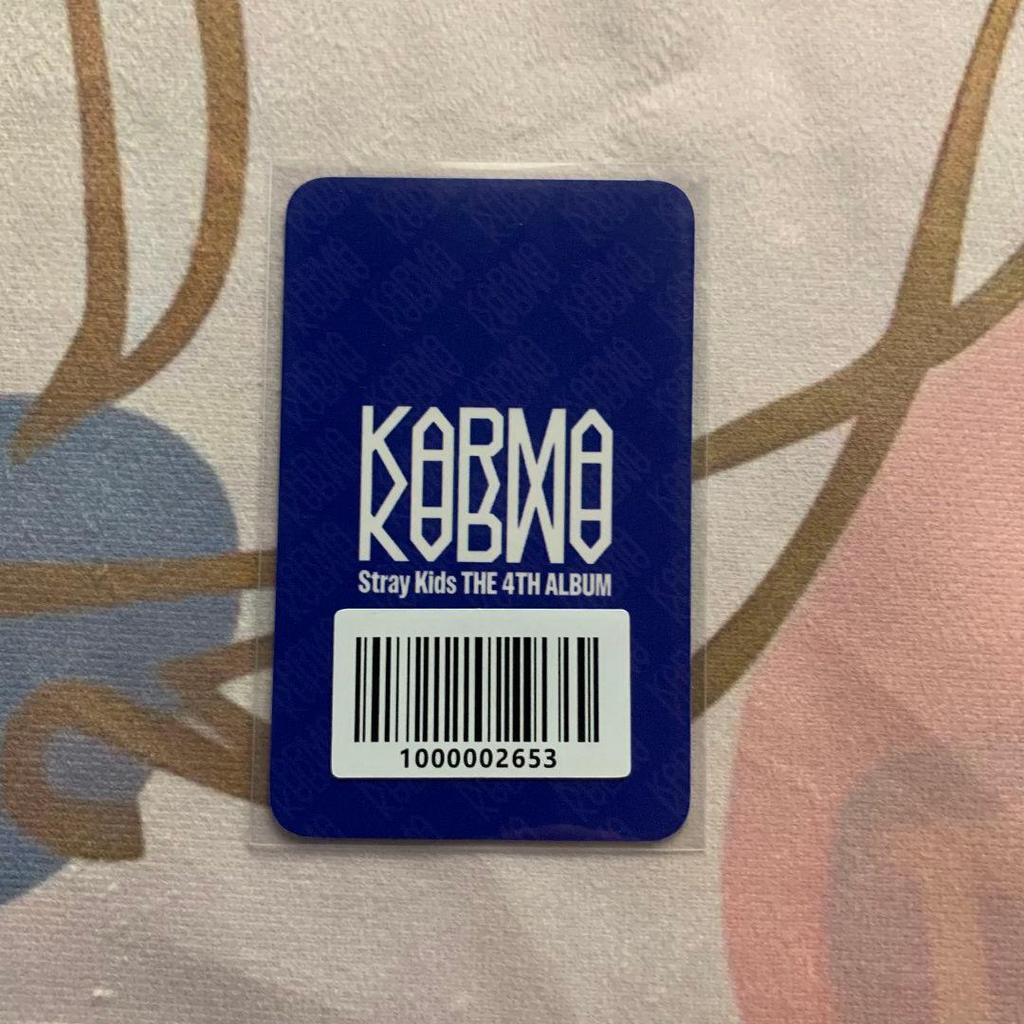 KARMA
Stray Kids THE 4TH ALBUM
1000002653